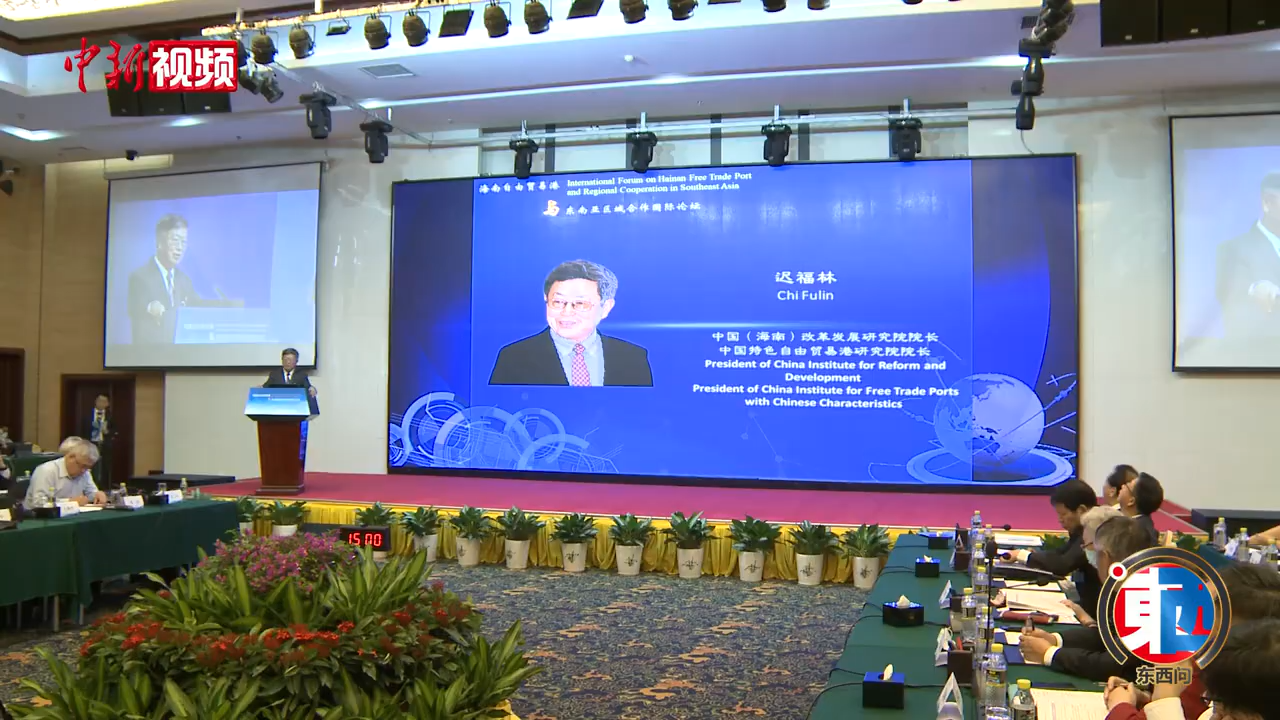 中新视频
海南自由贸易港
International Forum on Hainan Free Trade Port
and Regional Cooperation in Southeast Asia
东南亚区域合作国际论坛
迟福林
Chi Fulin
中国（海南）改革发展研究院院长
中国特色自由贸易港研究院院长
President of China Institute for Reform and
Development
President of China Institute for Free Trade Ports
with Chinese Characteristics
15:00
東
东西问